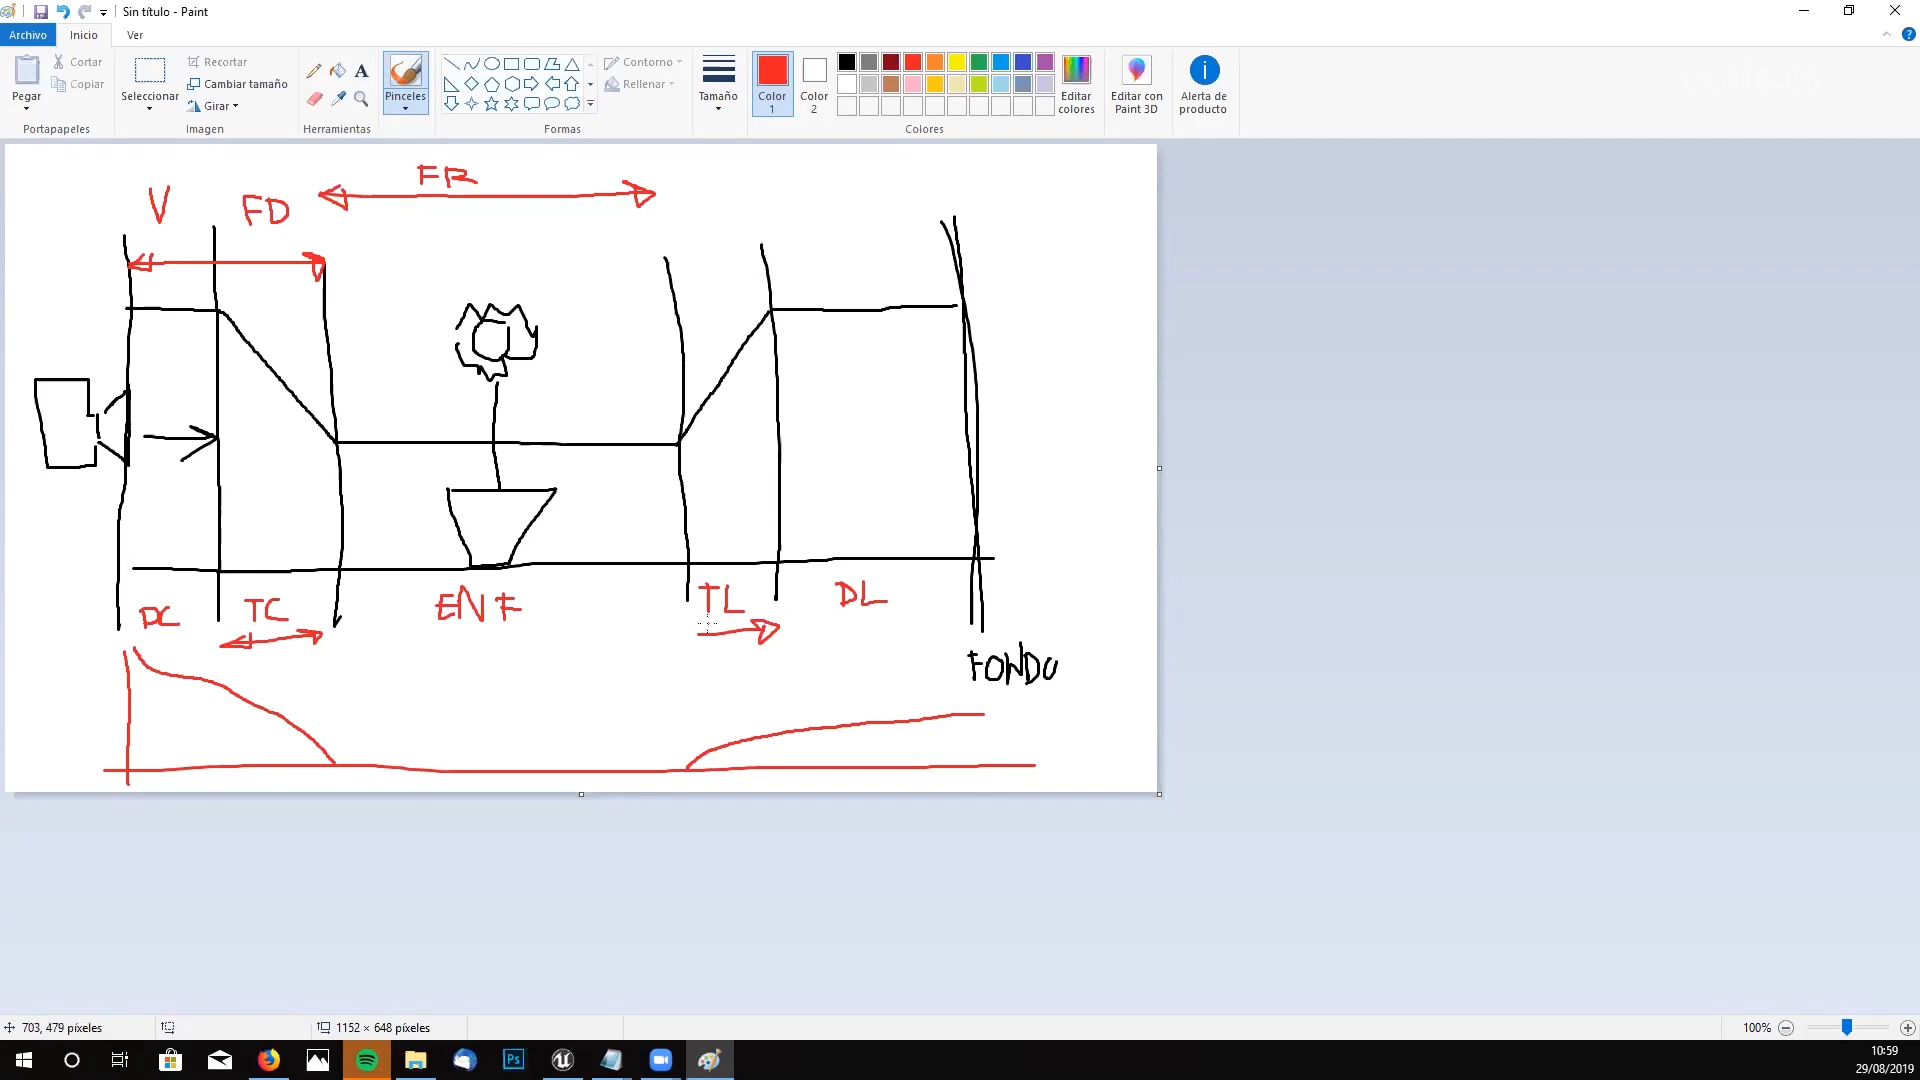 Sin título - Paint
Archivo Inicio Ver
Pegar
Cortar
Copiar
Portapapeles
Seleccionar
Recortar
Cambiar tamaño
Girar
Imagen
A
Herramientas
Pinceles
Contorno
Rellenar
Formas
Tamaño
Color 1
Color 2
Editar colores
Colores
Editar con Paint 3D
Alerta de producto
V
FD
FR
DC
TC
ENF
TL
DL
FONDO
703, 479 píxeles
1152 × 648 píxeles
100%
Ps
10:59
29/08/2019